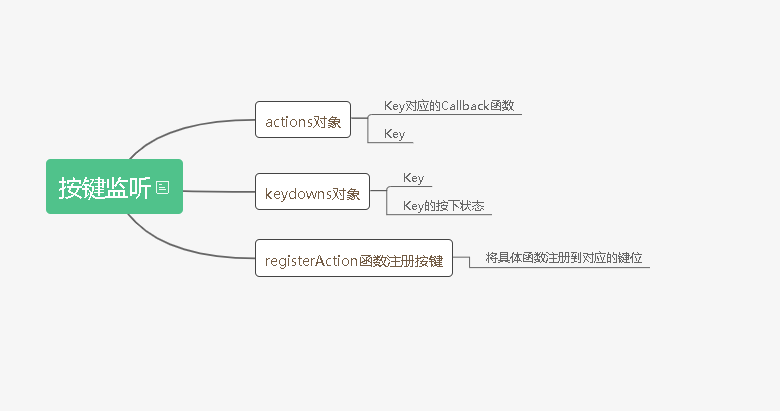 按键监听
actions对象
Key对应的Callback函数
Key
keydowns对象
Key
Key的按下状态
registerAction函数注册按键
将具体函数注册到对应的键位